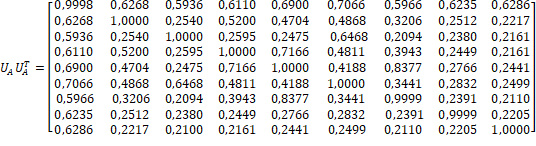 0,9998 0,6268 0,5936 0,6110 0,6900 0,7066 0,5966 0,6235 0,6286
0,6268 1,0000 0,2540 0,5200 0,4704 0,4868 0,3206 0,2512 0,2217
0,5936 0,2540 1,0000 0,2595 0,2475 0,6468 0,2094 0,2380 0,2161
0,6110 0,5200 0,2595 1,0000 0,7166 0,4811 0,3943 0,2449 0,2161
U_A U_A^T = 0,6900 0,4704 0,2475 0,7166 1,0000 0,4188 0,8377 0,2766 0,2441
0,7066 0,4868 0,6468 0,4811 0,4188 1,0000 0,3441 0,2832 0,2499
0,5966 0,3206 0,2094 0,3943 0,8377 0,3441 0,9999 0,2391 0,2110
0,6235 0,2512 0,2380 0,2449 0,2766 0,2832 0,2391 0,9999 0,2205
0,6286 0,2217 0,2100 0,2161 0,2441 0,2499 0,2110 0,2205 1,0000